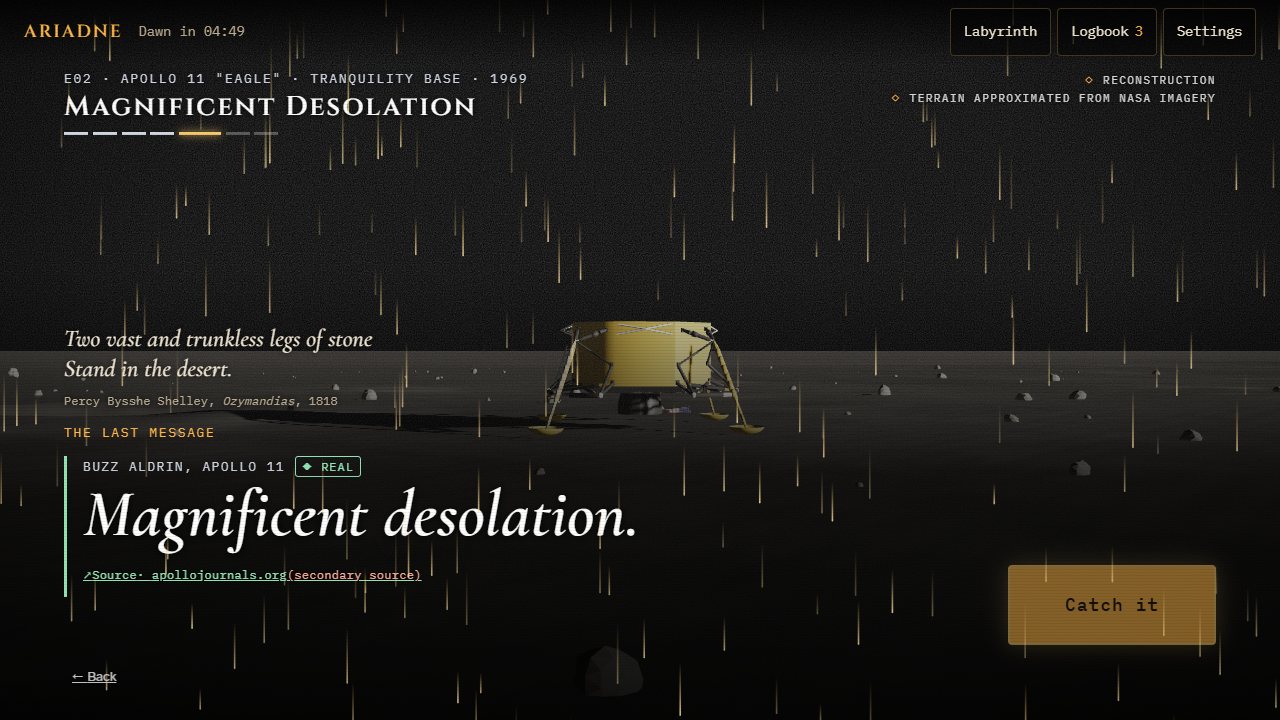 ARIADNE Dawn in 04:49 Labyrinth Logbook 3 Settings
E02 · APOLLO 11 "EAGLE" · TRANQUILITY BASE · 1969
Magnificent Desolation
◇ RECONSTRUCTION
◇ TERRAIN APPROXIMATED FROM NASA IMAGERY
Two vast and trunkless legs of stone
Stand in the desert.
Percy Bysshe Shelley, Ozymandias, 1818
THE LAST MESSAGE
BUZZ ALDRIN, APOLLO 11 ◆ REAL
Magnificent desolation.
↗Source· apollojournals.org(secondary source)
Catch it
← Back